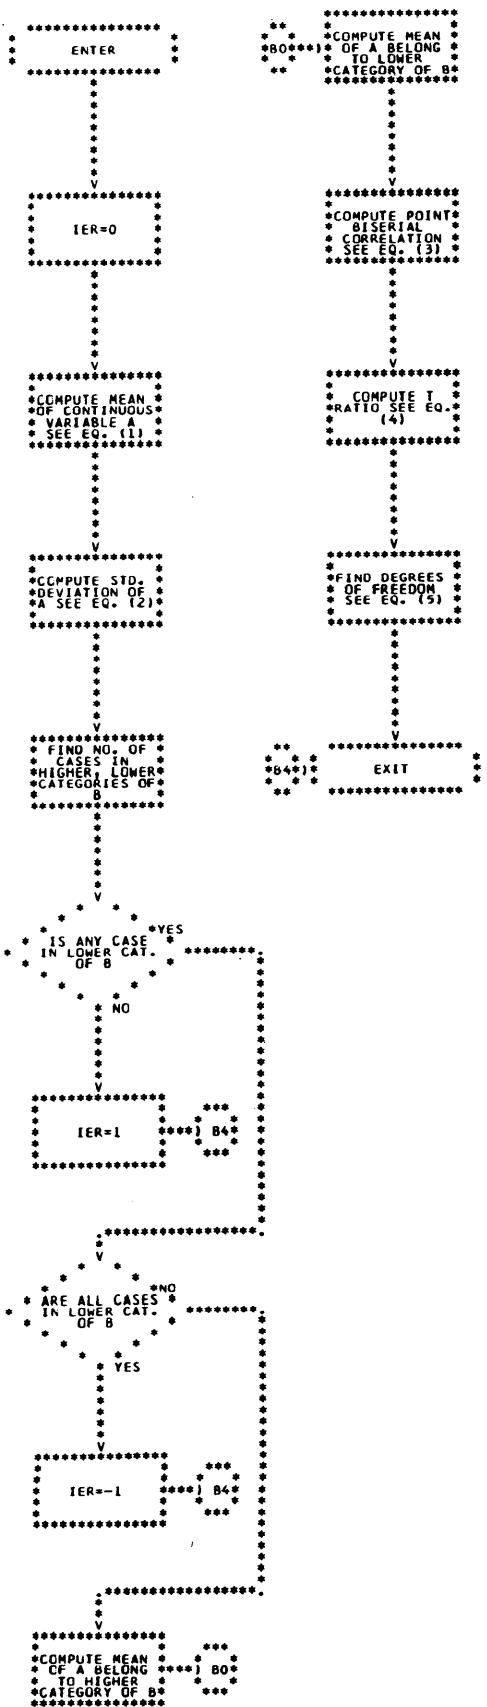 ENTER
IER=0
COMPUTE MEAN
OF CONTINUOUS
VARIABLE A
SEE EQ. (1)
COMPUTE STD.
DEVIATION OF
A SEE EQ. (2)
FIND NO. OF
CASES IN
HIGHER, LOWER
CATEGORIES OF
B
IS ANY CASE
IN LOWER CAT.
OF B
YES
NO
IER=1
B4
ARE ALL CASES
IN LOWER CAT.
OF B
NO
YES
IER=-1
B4
COMPUTE MEAN
OF A BELONG
TO HIGHER
CATEGORY OF B
B0
B0
COMPUTE MEAN
OF A BELONG
TO LOWER
CATEGORY OF B
COMPUTE POINT
BISERIAL
CORRELATION
SEE EQ. (3)
COMPUTE T
RATIO SEE EQ.
(4)
FIND DEGREES
OF FREEDOM
SEE EQ. (5)
B4
EXIT